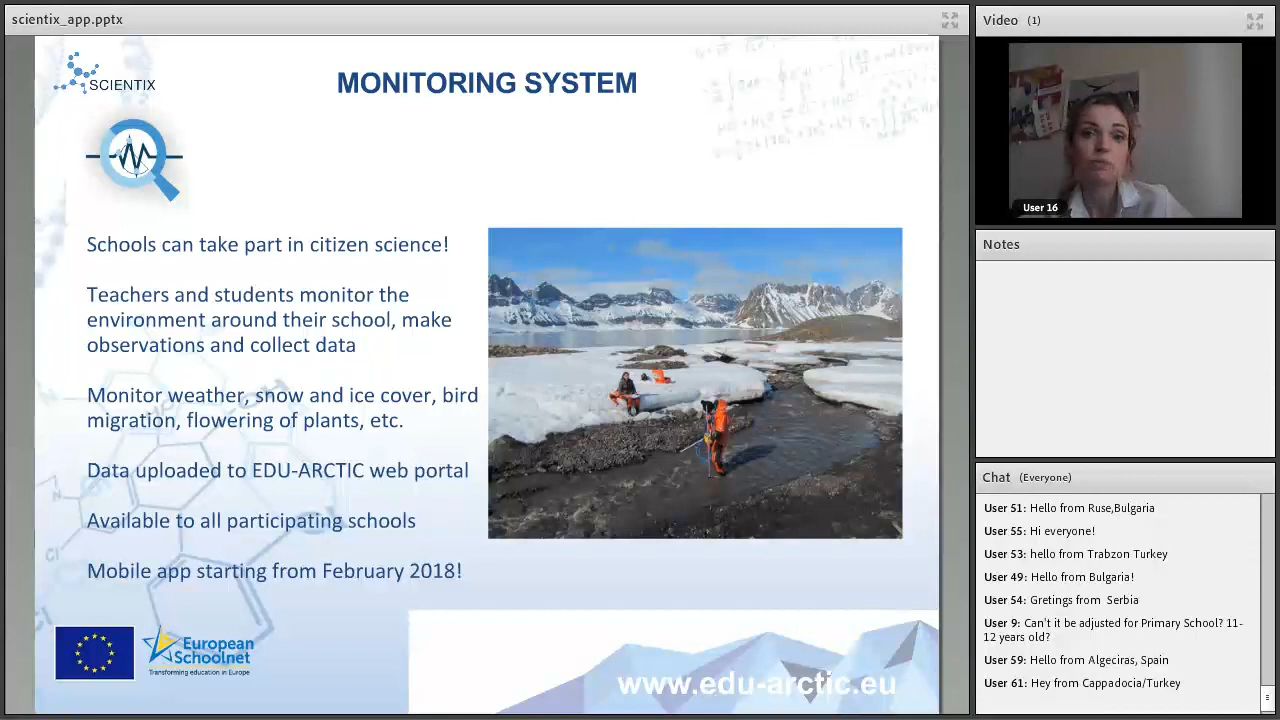 scientix_app.pptx
SCIENTIX
MONITORING SYSTEM
Schools can take part in citizen science!
Teachers and students monitor the
environment around their school, make
observations and collect data
Monitor weather, snow and ice cover, bird
migration, flowering of plants, etc.
Data uploaded to EDU-ARCTIC web portal
Available to all participating schools
Mobile app starting from February 2018!
European
Schoolnet
Transforming education in Europe
www.edu-arctic.eu
Video (1)
User 16
Notes
Chat (Everyone)
User 51: Hello from Ruse,Bulgaria
User 55: Hi everyone!
User 53: hello from Trabzon Turkey
User 49: Hello from Bulgaria!
User 54: Gretings from Serbia
User 9: Can't it be adjusted for Primary School? 11-
12 years old?
User 59: Hello from Algeciras, Spain
User 61: Hey from Cappadocia/Turkey